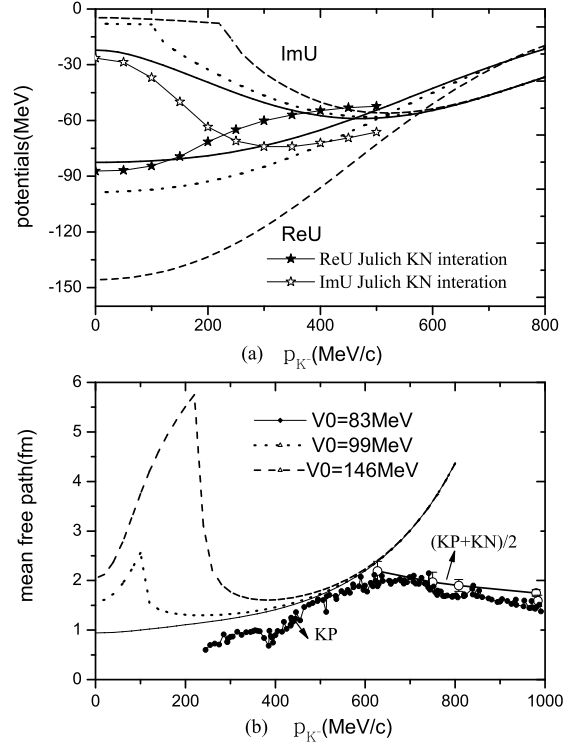 0
-30
-60
-90
-120
-150
potentials(MeV)
ImU
ReU
ReU Julich KN interation
ImU Julich KN interation
0 200 400 600 800
(a) pK-(MeV/c)
6
5
4
3
2
1
0
mean free path(fm)
V0=83MeV
V0=99MeV
V0=146MeV
(KP+KN)/2
KP
0 200 400 600 800 1000
(b) pK-(MeV/c)